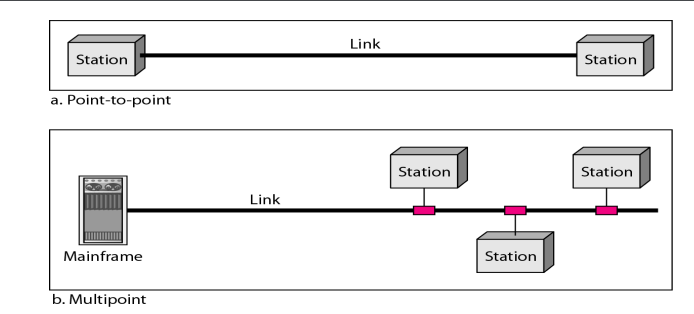 Link
Station
Station
a. Point-to-point
Station
Station
Link
Station
Mainframe
b. Multipoint